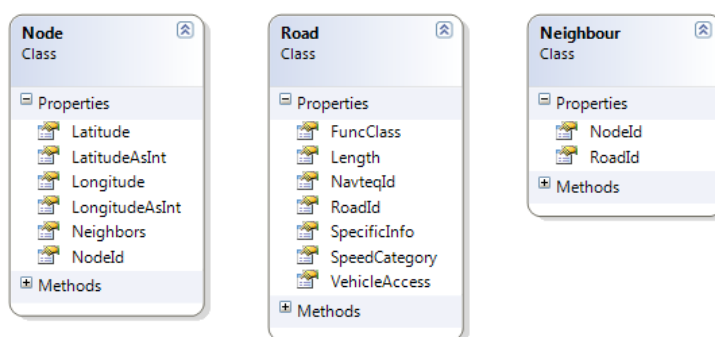 Node
Class
Properties
Latitude
LatitudeAsInt
Longitude
LongitudeAsInt
Neighbors
NodeId
Methods
Road
Class
Properties
FuncClass
Length
NavteqId
RoadId
SpecificInfo
SpeedCategory
VehicleAccess
Methods
Neighbour
Class
Properties
NodeId
RoadId
Methods